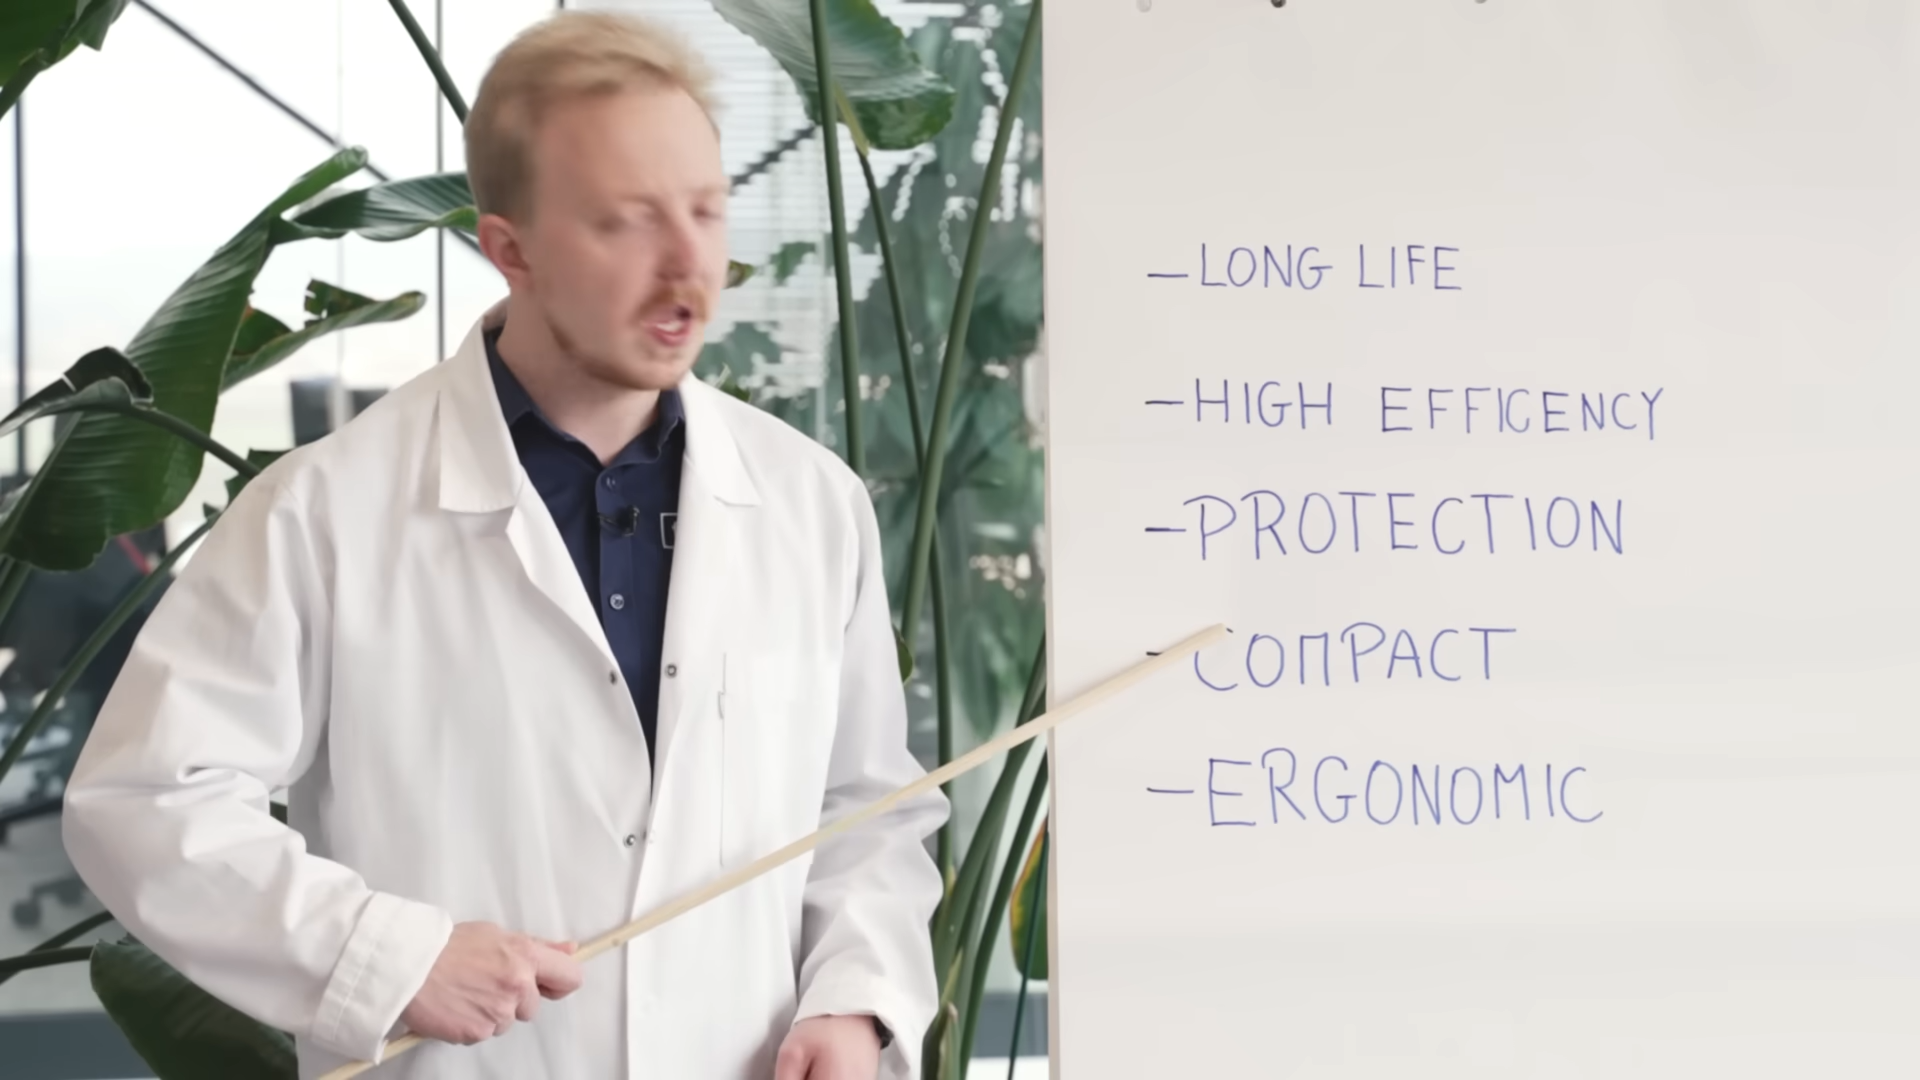 – LONG LIFE
– HIGH EFFICENCY
– PROTECTION
– COMPACT
– ERGONOMIC